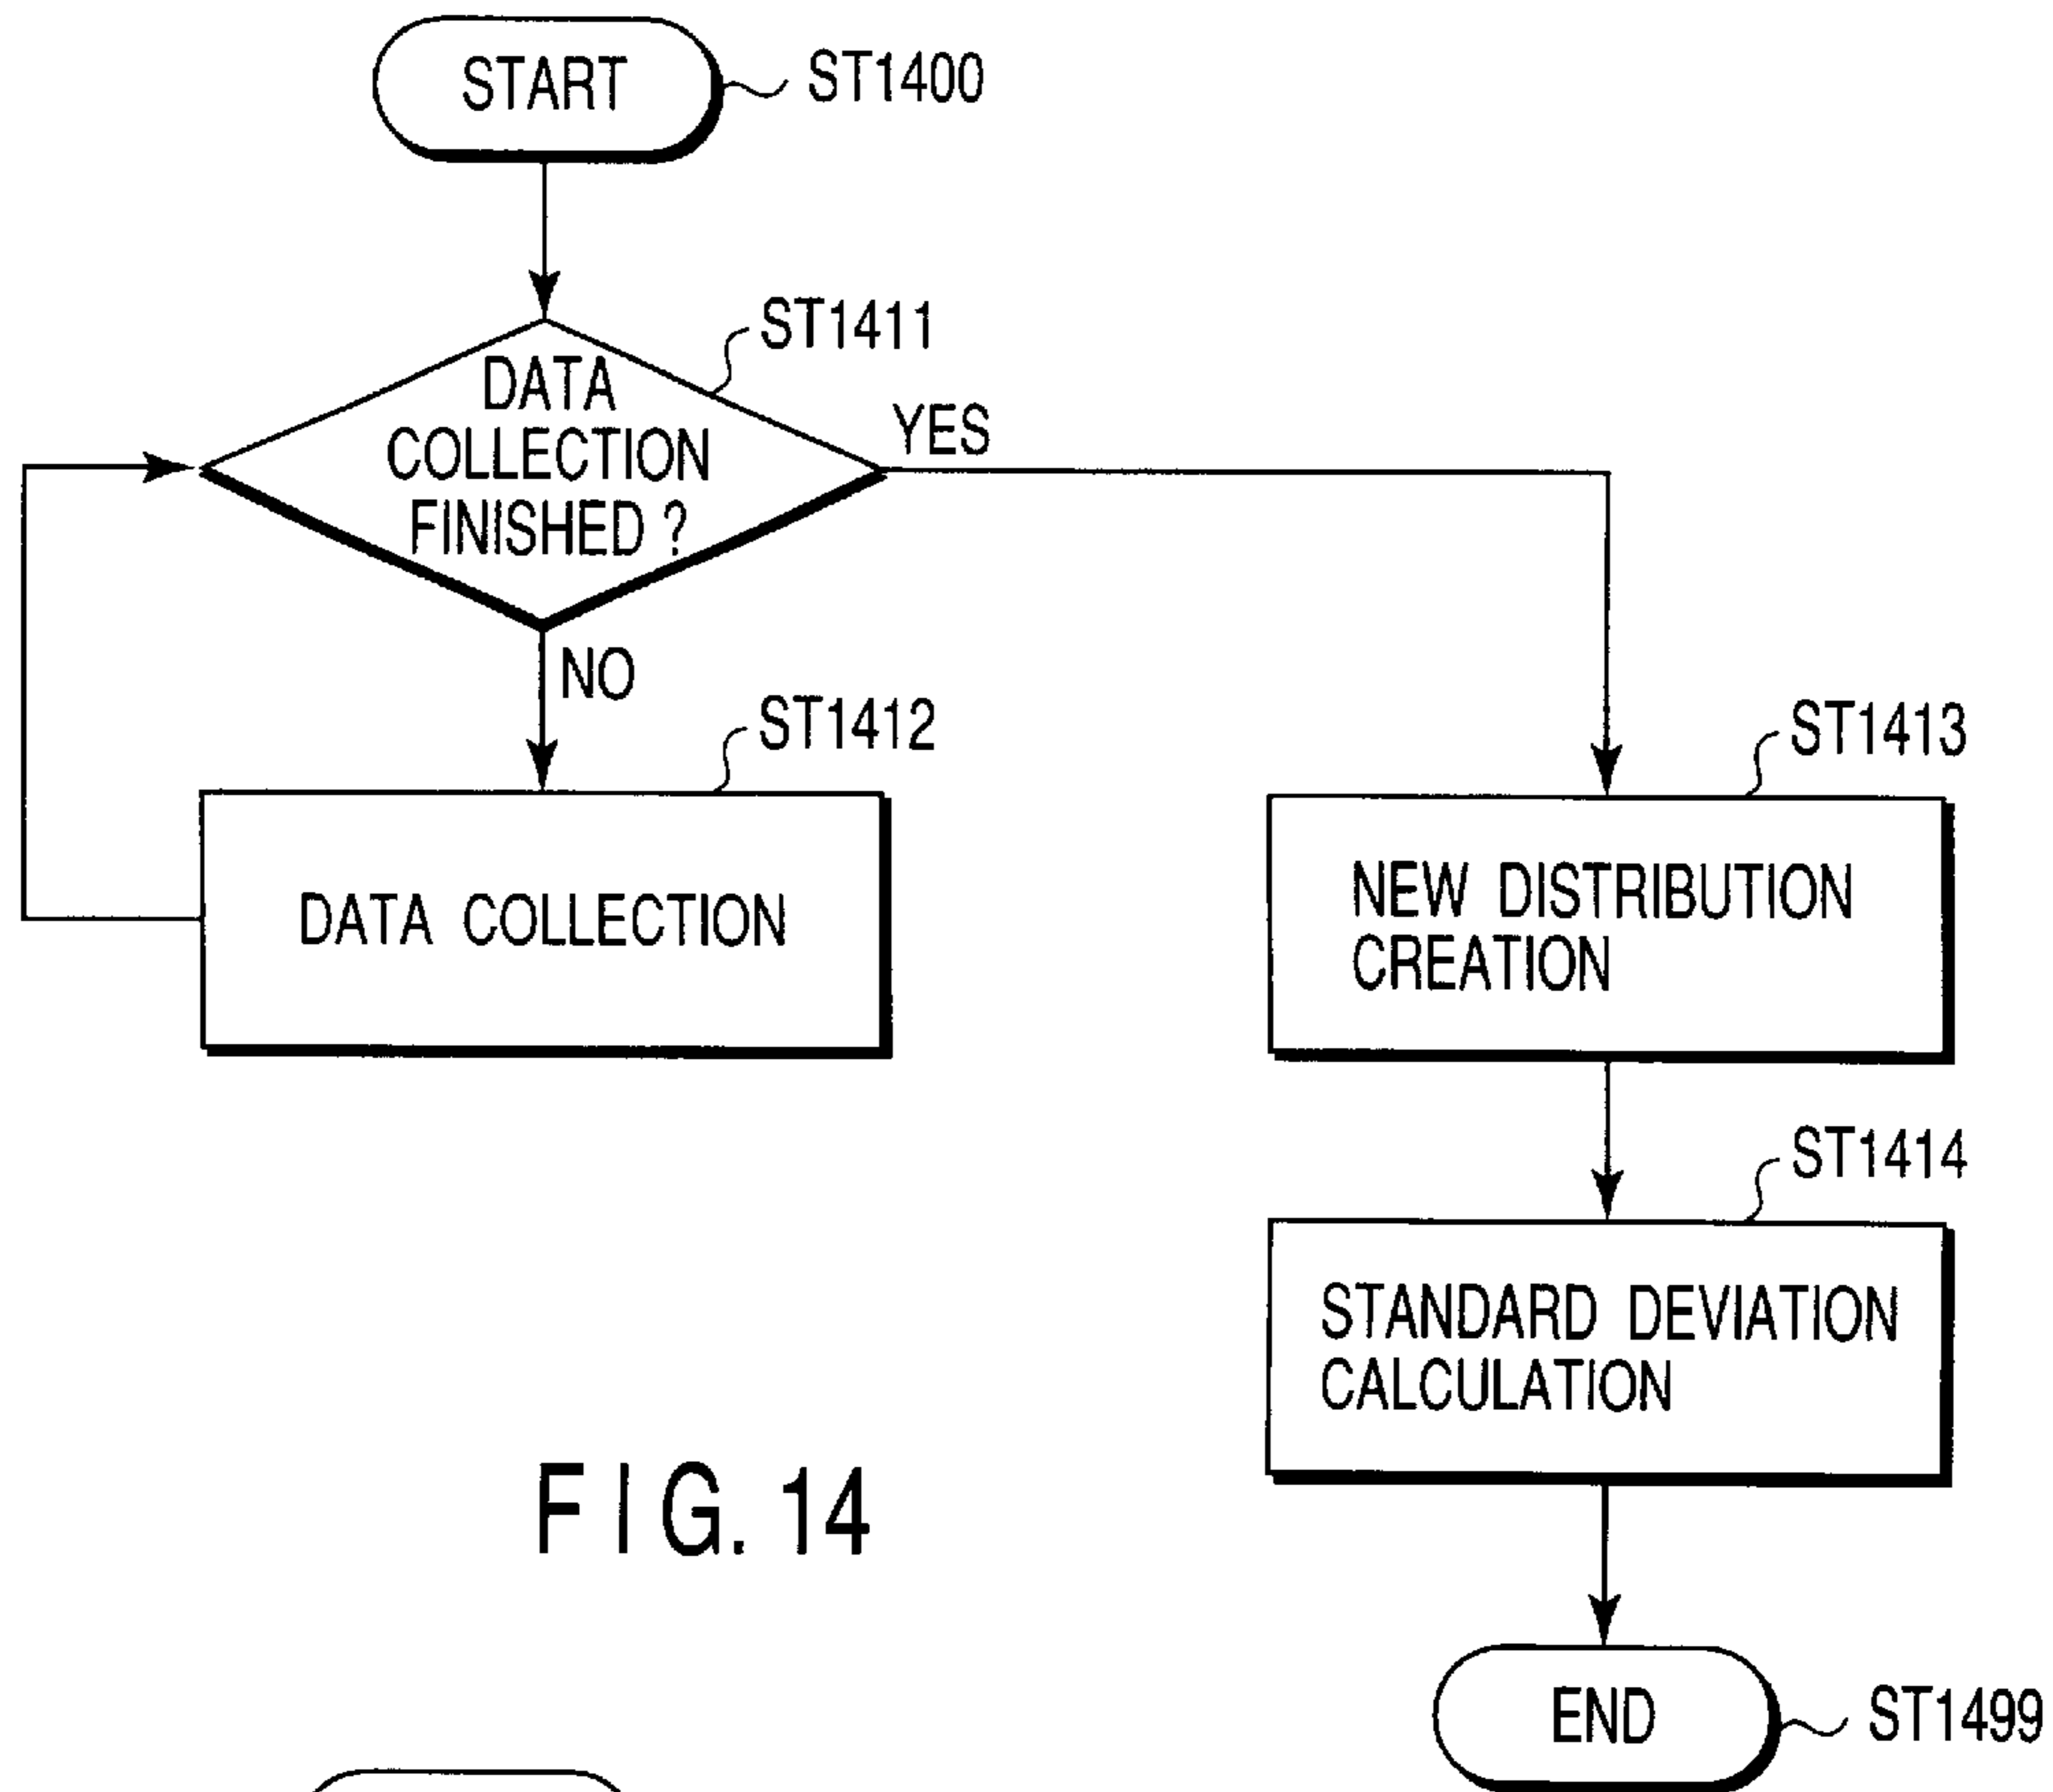 START
ST1400
ST1411
DATA
COLLECTION
FINISHED ?
YES
NO
ST1412
DATA COLLECTION
ST1413
NEW DISTRIBUTION
CREATION
ST1414
STANDARD DEVIATION
CALCULATION
FIG. 14
END
ST1499